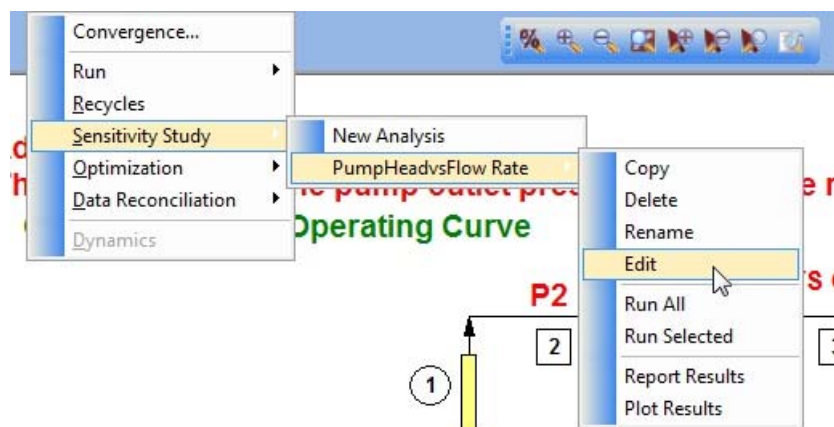 Convergence...
%
Run
Recycles
Sensitivity Study
New Analysis
Optimization
PumpHeadvsFlow Rate
Copy
Data Reconciliation
Delete
Dynamics
Operating Curve
Rename
Edit
P2
Run All
2
Run Selected
1
Report Results
Plot Results